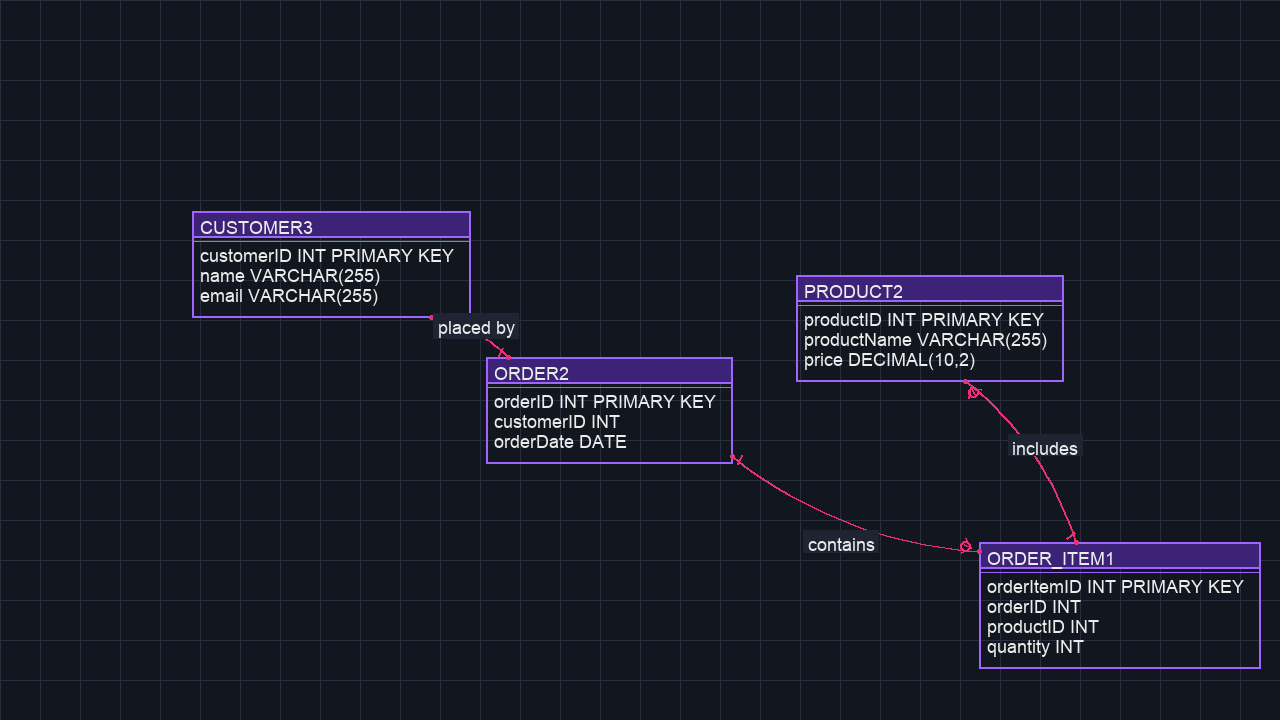 CUSTOMER3
customerID INT PRIMARY KEY
name VARCHAR(255)
email VARCHAR(255)
placed by
ORDER2
orderID INT PRIMARY KEY
customerID INT
orderDate DATE
PRODUCT2
productID INT PRIMARY KEY
productName VARCHAR(255)
price DECIMAL(10,2)
includes
contains
ORDER_ITEM1
orderItemID INT PRIMARY KEY
orderID INT
productID INT
quantity INT